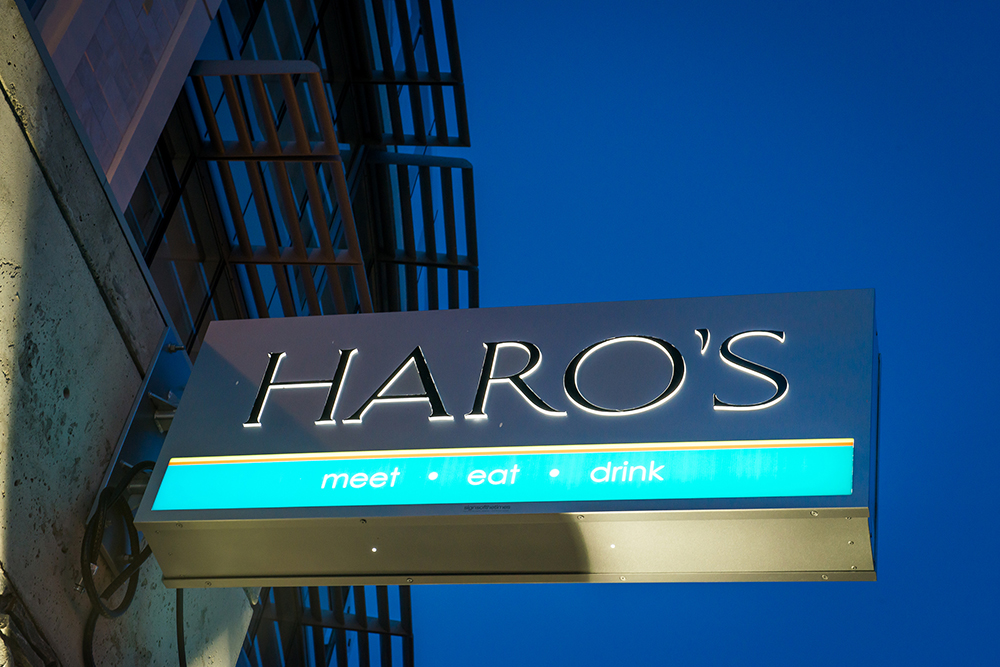 HARO'S
meet • eat • drink